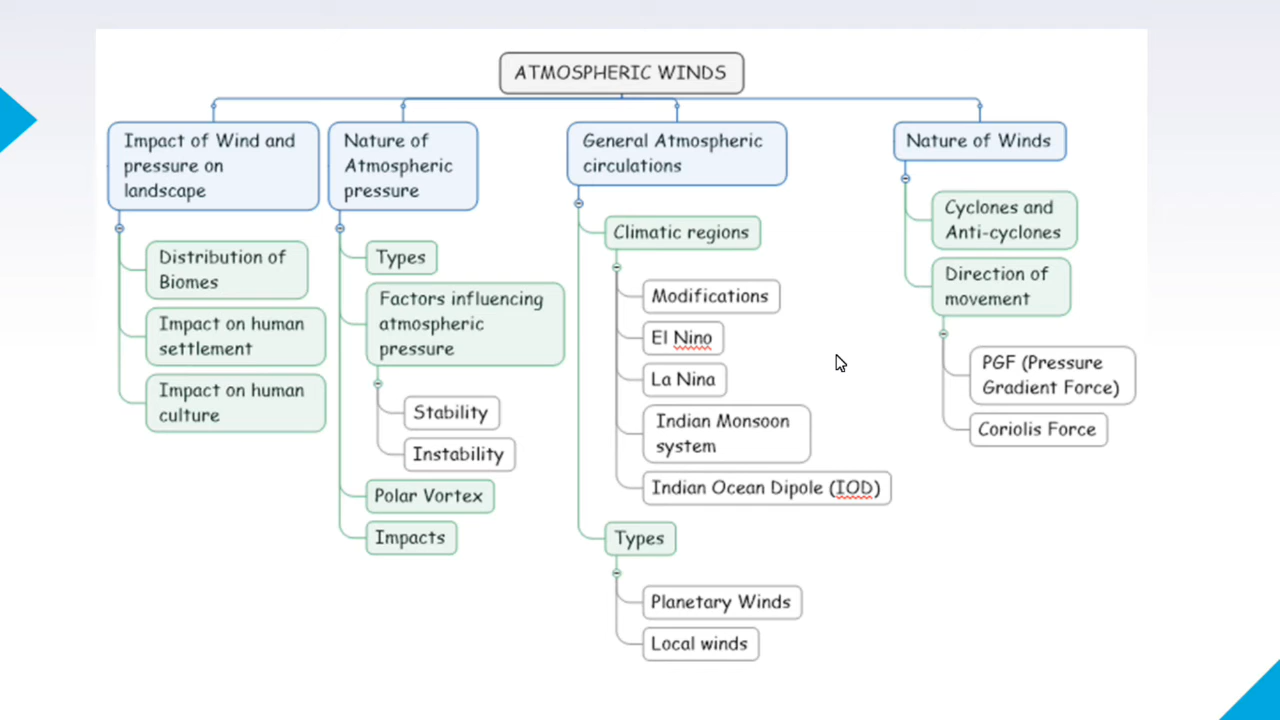 ATMOSPHERIC WINDS
Impact of Wind and
pressure on
landscape
Distribution of
Biomes
Impact on human
settlement
Impact on human
culture
Nature of
Atmospheric
pressure
Types
Factors influencing
atmospheric
pressure
Stability
Instability
Polar Vortex
Impacts
General Atmospheric
circulations
Climatic regions
Modifications
El Nino
La Nina
Indian Monsoon
system
Indian Ocean Dipole (IOD)
Types
Planetary Winds
Local winds
Nature of Winds
Cyclones and
Anti-cyclones
Direction of
movement
PGF (Pressure
Gradient Force)
Coriolis Force